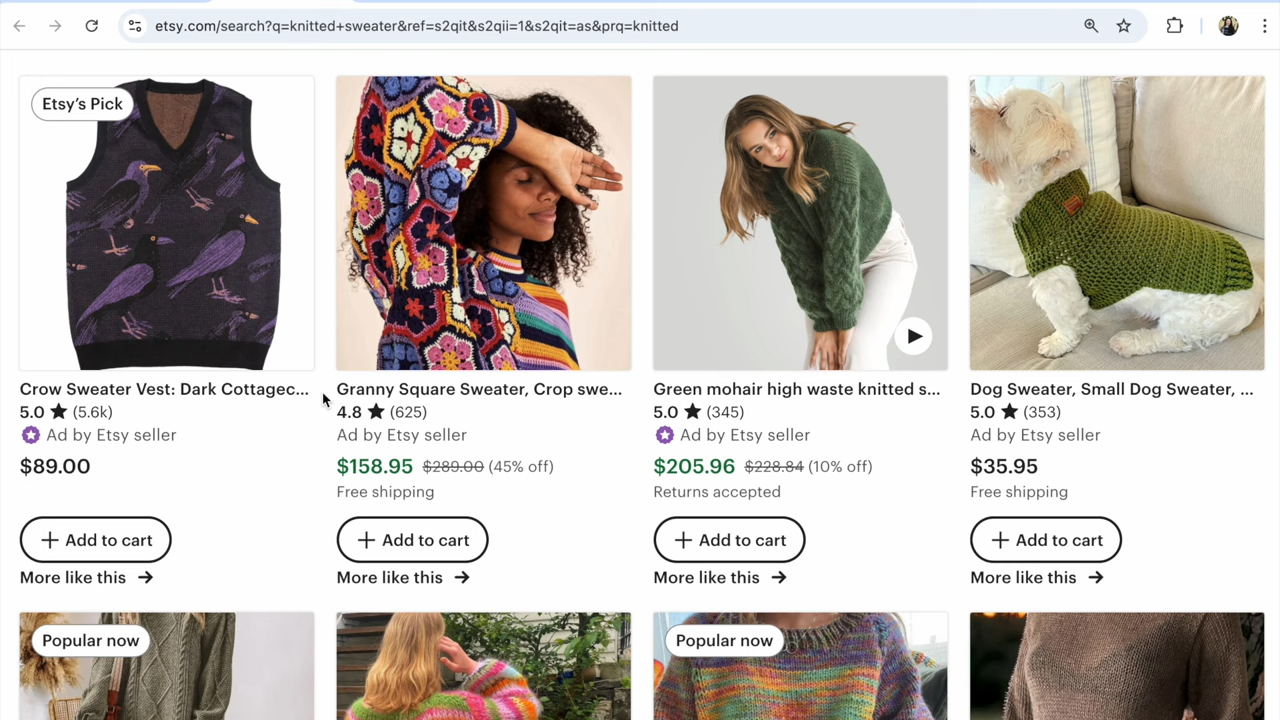 etsy.com/search?q=knitted+sweater&ref=s2qit&s2qii=1&s2qit=as&prq=knitted
Etsy's Pick
Crow Sweater Vest: Dark Cottagec...
5.0 ★ (5.6k)
Ad by Etsy seller
$89.00
+ Add to cart
More like this →
Granny Square Sweater, Crop swe...
4.8 ★ (625)
Ad by Etsy seller
$158.95 $289.00 (45% off)
Free shipping
+ Add to cart
More like this →
Green mohair high waste knitted s...
5.0 ★ (345)
Ad by Etsy seller
$205.96 $228.84 (10% off)
Returns accepted
+ Add to cart
More like this →
Dog Sweater, Small Dog Sweater, ...
5.0 ★ (353)
Ad by Etsy seller
$35.95
Free shipping
+ Add to cart
More like this →
Popular now
Popular now